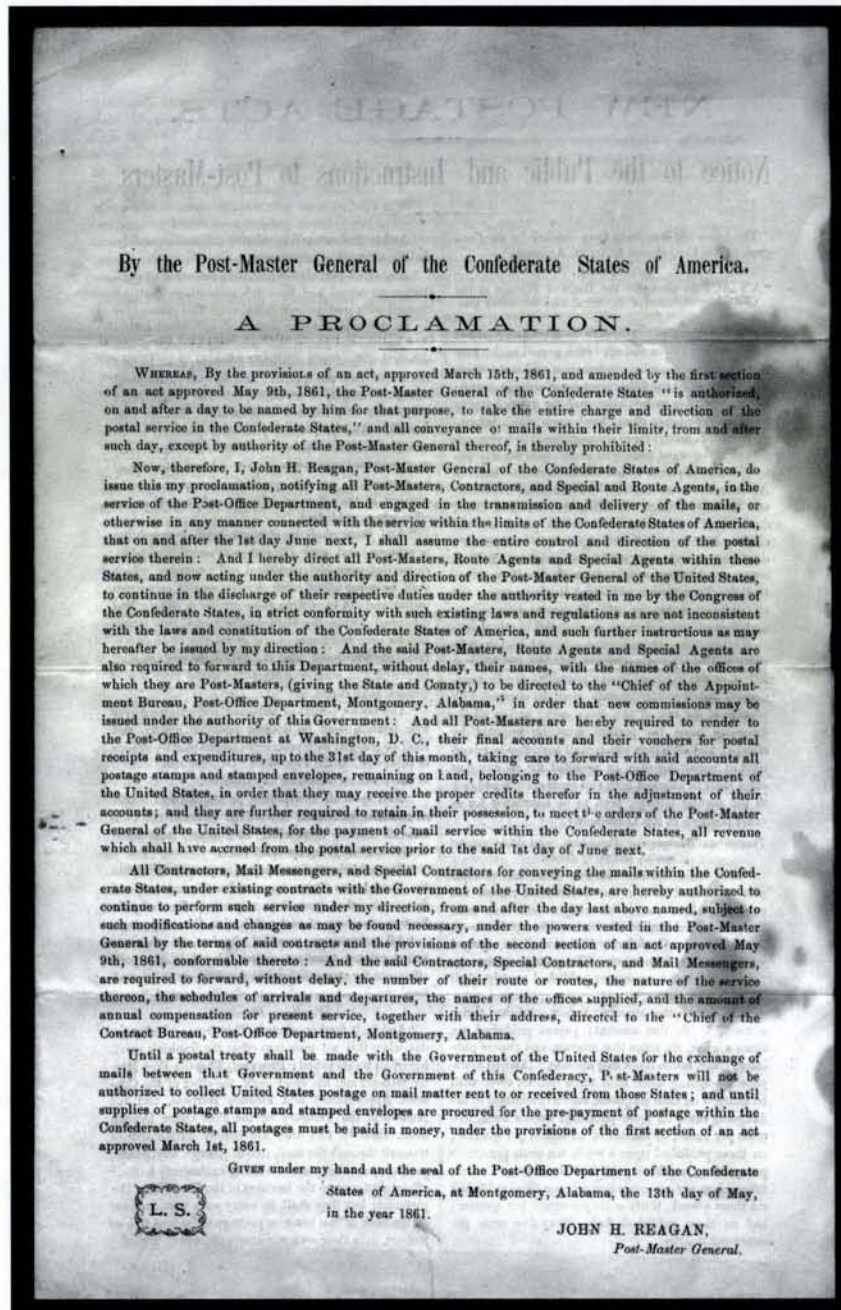 NEW POSTAGE ACTS.
Notice to the Public and Instructions to Post-Masters
By the Post-Master General of the Confederate States of America.
A PROCLAMATION.
WHEREAS, By the provisions of an act, approved March 15th, 1861, and amended by the first section
of an act approved May 9th, 1861, the Post-Master General of the Confederate States "is authorized,
on and after a day to be named by him for that purpose, to take the entire charge and direction of the
postal service in the Confederate States," and all conveyance of mails within their limits, from and after
such day, except by authority of the Post-Master General thereof, is thereby prohibited:
Now, therefore, I, John H. Reagan, Post-Master General of the Confederate States of America, do
issue this my proclamation, notifying all Post-Masters, Contractors, and Special and Route Agents, in the
service of the Post-Office Department, and engaged in the transmission and delivery of the mails, or
otherwise in any manner connected with the service within the limits of the Confederate States of America,
that on and after the 1st day June next, I shall assume the entire control and direction of the postal
service therein: And I hereby direct all Post-Masters, Route Agents and Special Agents within these
States, and now acting under the authority and direction of the Post-Master General of the United States,
to continue in the discharge of their respective duties under the authority vested in me by the Congress of
the Confederate States, in strict conformity with such existing laws and regulations as are not inconsistent
with the laws and constitution of the Confederate States of America, and such further instructions as may
hereafter be issued by my direction: And the said Post-Masters, Route Agents and Special Agents are
also required to forward to this Department, without delay, their names, with the names of the offices of
which they are Post-Masters, (giving the State and County,) to be directed to the "Chief of the Appoint-
ment Bureau, Post-Office Department, Montgomery, Alabama," in order that new commissions may be
issued under the authority of this Government: And all Post-Masters are hereby required to render to
the Post-Office Department at Washington, D. C., their final accounts and their vouchers for postal
receipts and expenditures, up to the 31st day of this month, taking care to forward with said accounts all
postage stamps and stamped envelopes, remaining on hand, belonging to the Post-Office Department of
the United States, in order that they may receive the proper credits therefor in the adjustment of their
accounts; and they are further required to retain in their possession, to meet the orders of the Post-Master
General of the United States, for the payment of mail service within the Confederate States, all revenue
which shall have accrued from the postal service prior to the said 1st day of June next.
All Contractors, Mail Messengers, and Special Contractors for conveying the mails within the Confed-
erate States, under existing contracts with the Government of the United States, are hereby authorized to
continue to perform such service under my direction, from and after the day last above named, subject to
such modifications and changes as may be found necessary, under the powers vested in the Post-Master
General by the terms of said contracts and the provisions of the second section of an act approved May
9th, 1861, conformable thereto: And the said Contractors, Special Contractors, and Mail Messengers,
are required to forward, without delay, the number of their route or routes, the nature of the service
thereon, the schedules of arrivals and departures, the names of the offices supplied, and the amount of
annual compensation for present service, together with their address, directed to the "Chief of the
Contract Bureau, Post-Office Department, Montgomery, Alabama.
Until a postal treaty shall be made with the Government of the United States for the exchange of
mails between that Government and the Government of this Confederacy, Post-Masters will not be
authorized to collect United States postage on mail matter sent to or received from those States; and until
supplies of postage stamps and stamped envelopes are procured for the pre-payment of postage within the
Confederate States, all postages must be paid in money, under the provisions of the first section of an act
approved March 1st, 1861.
GIVEN under my hand and the seal of the Post-Office Department of the Confederate
States of America, at Montgomery, Alabama, the 13th day of May,
in the year 1861.
L. S.
JOHN H. REAGAN,
Post-Master General.